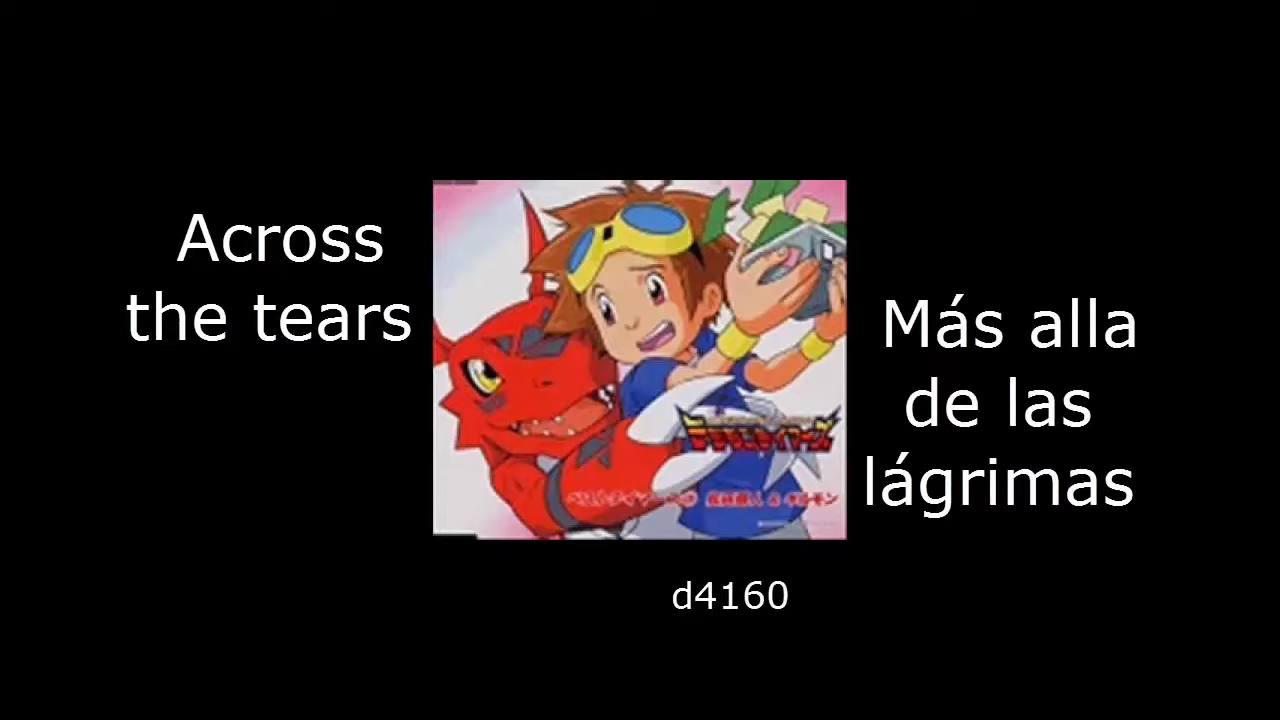 Across
the tears
Más alla
de las
lágrimas
d4160